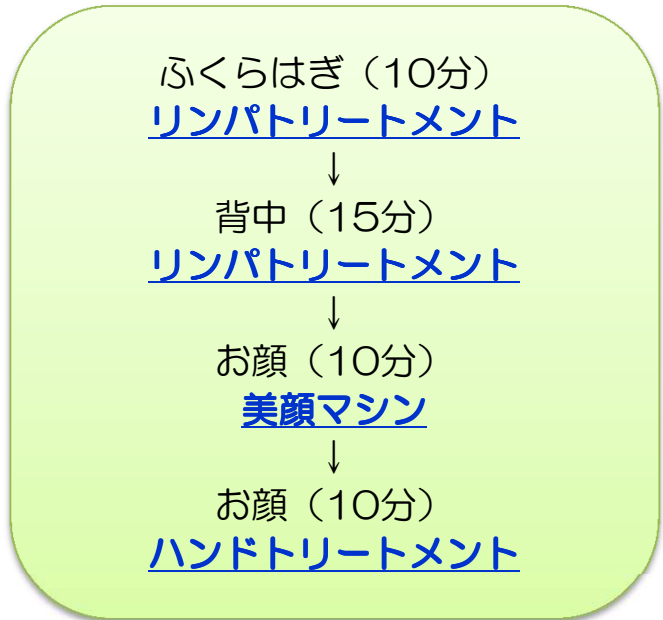 ふくらはぎ（10分）
リンパトリートメント
↓
背中（15分）
リンパトリートメント
↓
お顔（10分）
美顔マシン
↓
お顔（10分）
ハンドトリートメント